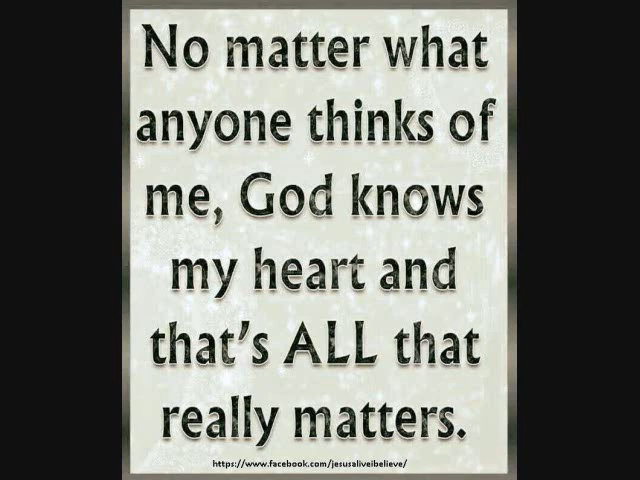 No matter what
anyone thinks of
me, God knows
my heart and
that's ALL that
really matters.
https://www.facebook.com/jesusaliveibelieve/